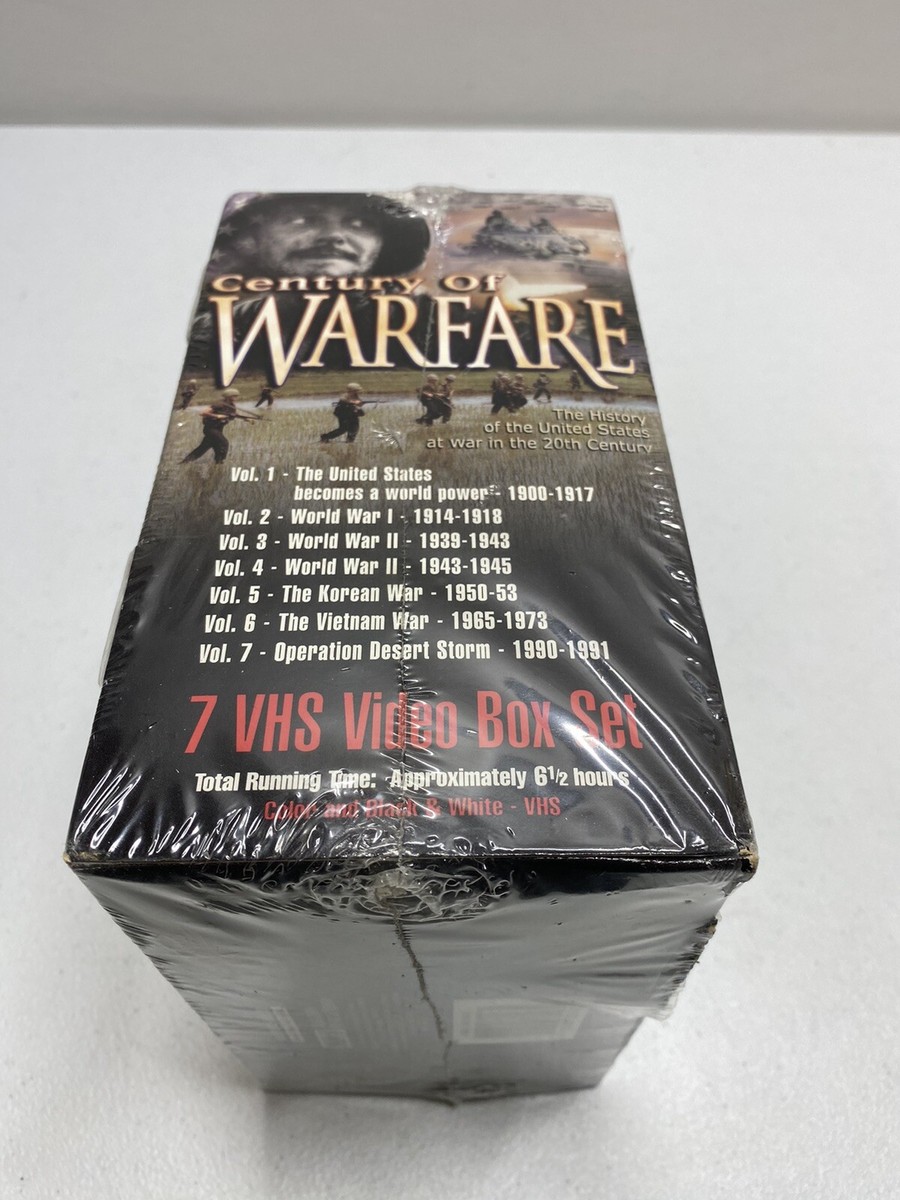 Century Of
WARFARE
The History
of the United States
at war in the 20th Century
Vol. 1 - The United States
becomes a world power - 1900-1917
Vol. 2 - World War I - 1914-1918
Vol. 3 - World War II - 1939-1943
Vol. 4 - World War II - 1943-1945
Vol. 5 - The Korean War - 1950-53
Vol. 6 - The Vietnam War - 1965-1973
Vol. 7 - Operation Desert Storm - 1990-1991
7 VHS Video Box Set
Total Running Time: Approximately 6 1/2 hours
Color and Black & White - VHS